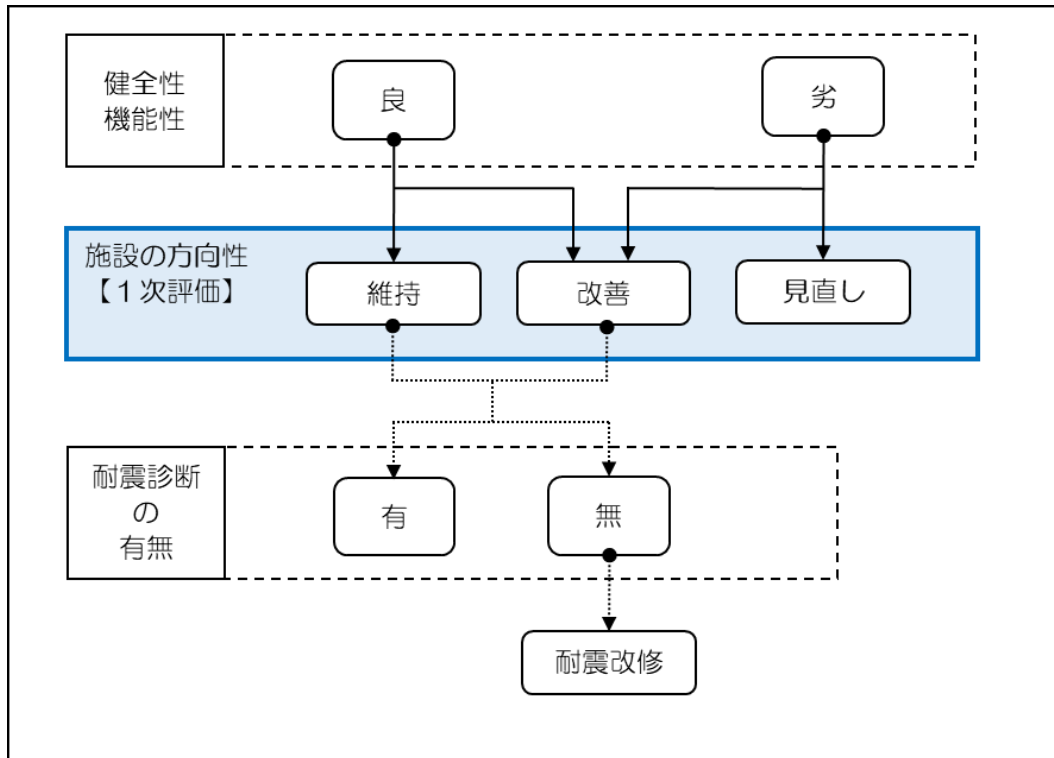 健全性
機能性
良
劣
施設の方向性
【１次評価】
維持
改善
見直し
耐震診断
の
有無
有
無
耐震改修